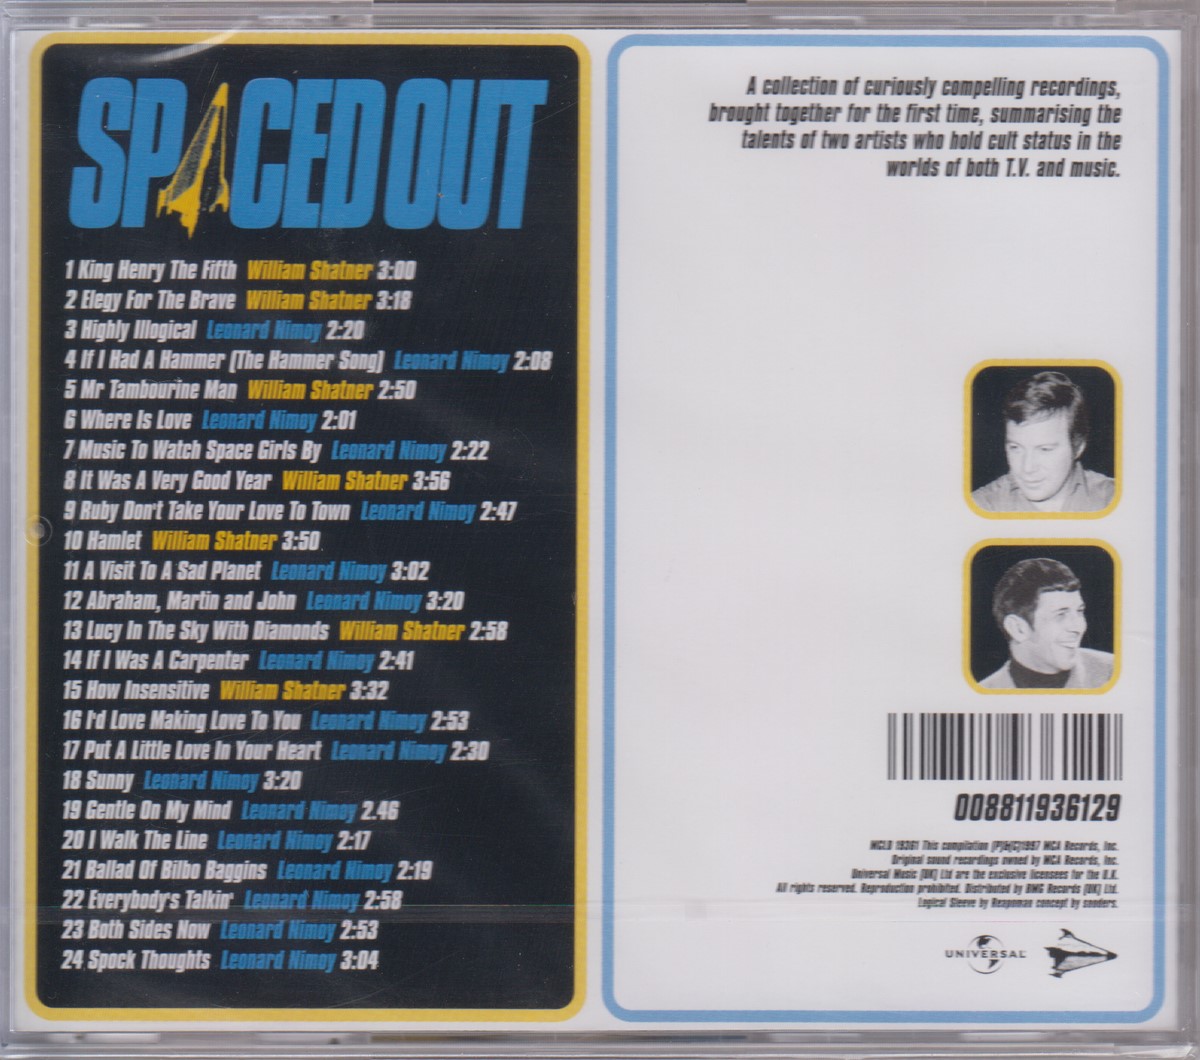 SPACED OUT
1 King Henry The Fifth William Shatner 3:00
2 Elegy For The Brave William Shatner 3:18
3 Highly Illogical Leonard Nimoy 2:20
4 If I Had A Hammer (The Hammer Song) Leonard Nimoy 2:08
5 Mr Tambourine Man William Shatner 2:50
6 Where Is Love Leonard Nimoy 2:01
7 Music To Watch Space Girls By Leonard Nimoy 2:22
8 It Was A Very Good Year William Shatner 3:56
9 Ruby Don't Take Your Love To Town Leonard Nimoy 2:47
10 Hamlet William Shatner 3:50
11 A Visit To A Sad Planet Leonard Nimoy 3:02
12 Abraham, Martin and John Leonard Nimoy 3:20
13 Lucy In The Sky With Diamonds William Shatner 2:58
14 If I Was A Carpenter Leonard Nimoy 2:41
15 How Insensitive William Shatner 3:32
16 I'd Love Making Love To You Leonard Nimoy 2:53
17 Put A Little Love In Your Heart Leonard Nimoy 2:30
18 Sunny Leonard Nimoy 3:20
19 Gentle On My Mind Leonard Nimoy 2.46
20 I Walk The Line Leonard Nimoy 2:17
21 Ballad Of Bilbo Baggins Leonard Nimoy 2:19
22 Everybody's Talkin' Leonard Nimoy 2:58
23 Both Sides Now Leonard Nimoy 2:53
24 Spock Thoughts Leonard Nimoy 3:04
A collection of curiously compelling recordings,
brought together for the first time, summarising the
talents of two artists who hold cult status in the
worlds of both T.V. and music.
008811936129
MCLD 19361 This compilation (P)&(C)1997 MCA Records, Inc.
Original sound recordings owned by MCA Records, Inc.
Universal Music (UK) Ltd are the exclusive licensees for the U.K.
All rights reserved. Reproduction prohibited. Distributed by BMG Records (UK) Ltd.
Logical Sleeve by Reapoman concept by sonders.
UNIVERSAL